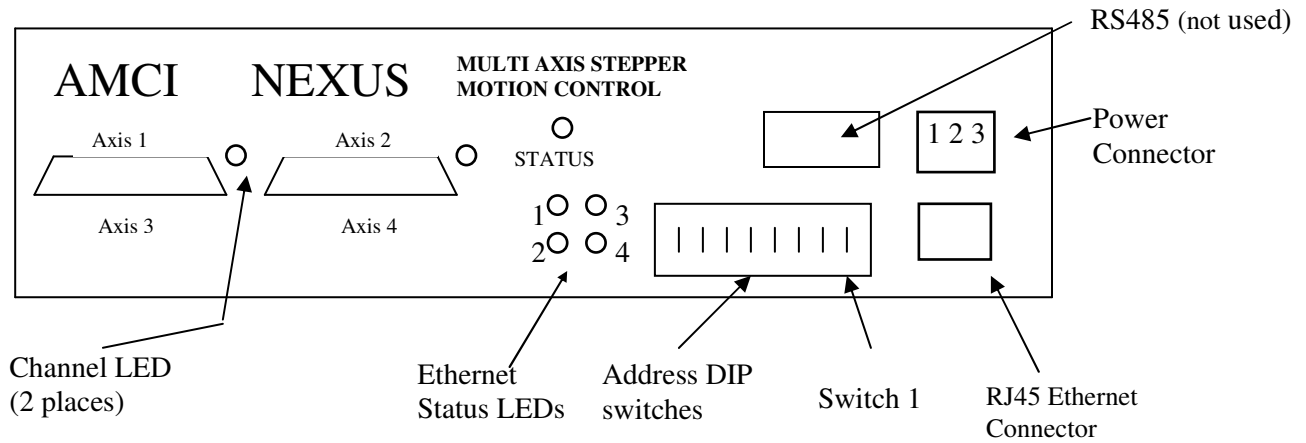 RS485 (not used)
AMCI NEXUS
MULTI AXIS STEPPER
MOTION CONTROL
Axis 1
Axis 2
STATUS
1 2 3
Power
Connector
Axis 3
Axis 4
1 3
2 4
Channel LED
(2 places)
Ethernet
Status LEDs
Address DIP
switches
Switch 1
RJ45 Ethernet
Connector